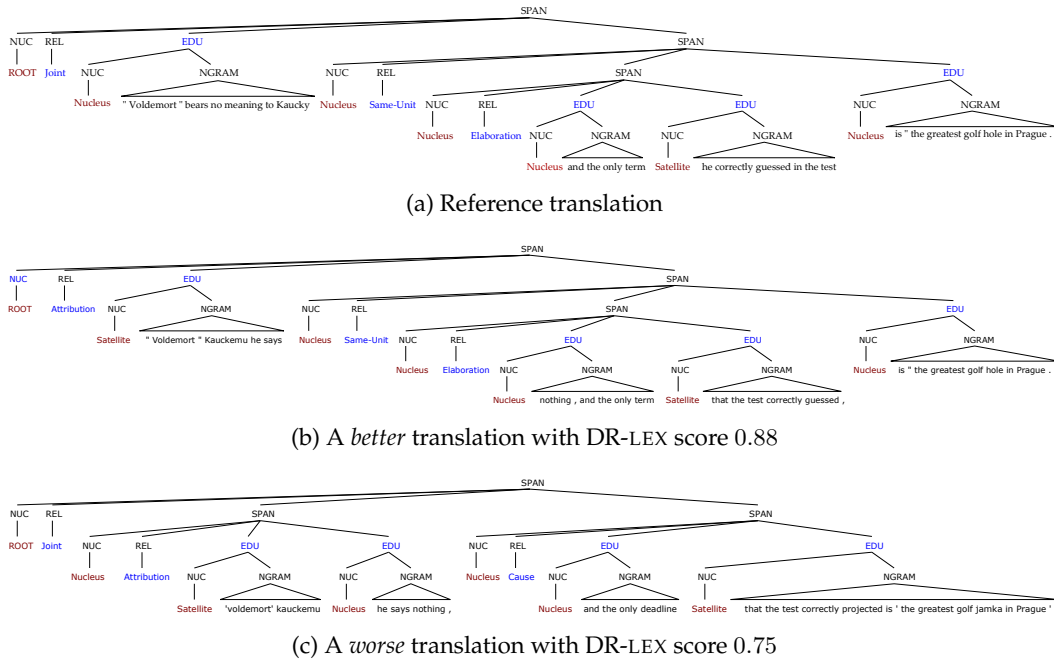 SPAN
NUC REL EDU SPAN
ROOT Joint NUC NGRAM NUC REL SPAN EDU
Nucleus " Voldemort " bears no meaning to Kaucky Nucleus Same-Unit NUC REL EDU EDU NUC NGRAM
Nucleus Elaboration NUC NGRAM NUC NGRAM Nucleus is " the greatest golf hole in Prague .
Nucleus and the only term Satellite he correctly guessed in the test
(a) Reference translation
SPAN
NUC REL EDU SPAN
ROOT Attribution NUC NGRAM NUC REL SPAN EDU
Satellite " Voldemort " Kauckemu he says Nucleus Same-Unit NUC REL EDU EDU NUC NGRAM
Nucleus Elaboration NUC NGRAM NUC NGRAM Nucleus is " the greatest golf hole in Prague .
Nucleus nothing , and the only term Satellite that the test correctly guessed ,
(b) A better translation with DR-LEX score 0.88
SPAN
NUC REL SPAN SPAN
ROOT Joint NUC REL EDU EDU NUC REL EDU EDU
Nucleus Attribution NUC NGRAM NUC NGRAM Nucleus Cause NUC NGRAM NUC NGRAM
Satellite 'voldemort' kauckemu Nucleus he says nothing , Nucleus and the only deadline Satellite that the test correctly projected is ' the greatest golf jamka in Prague '
(c) A worse translation with DR-LEX score 0.75